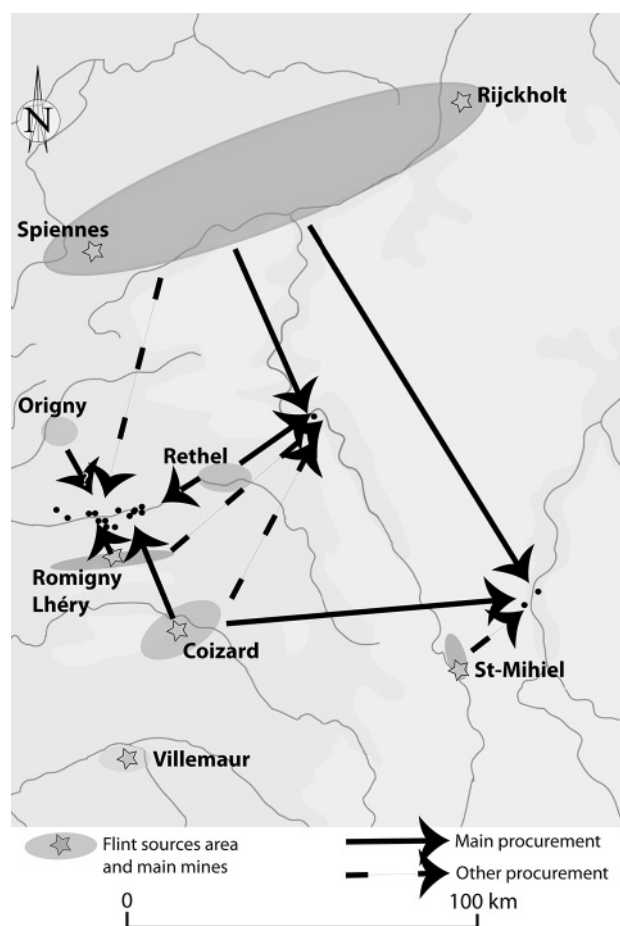 N
Rijckholt
Spiennes
Origny
?
Rethel
Romigny
Lhéry
Coizard
St-Mihiel
Villemaur
Flint sources area
and main mines
Main procurement
Other procurement
0
100 km